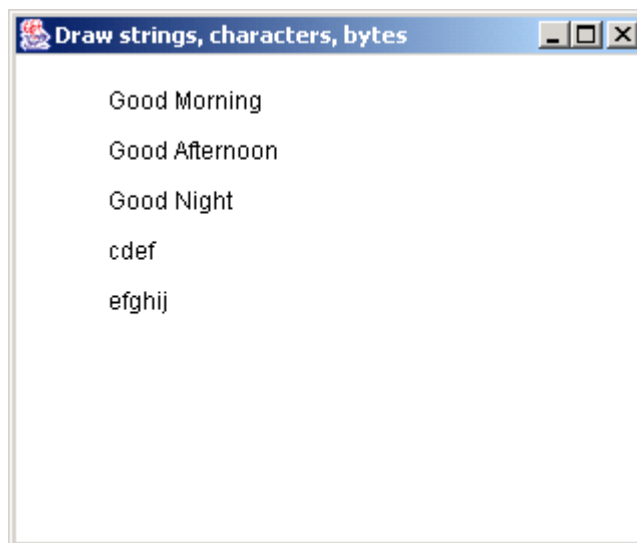 Draw strings, characters, bytes
Good Morning
Good Afternoon
Good Night
cdef
efghij